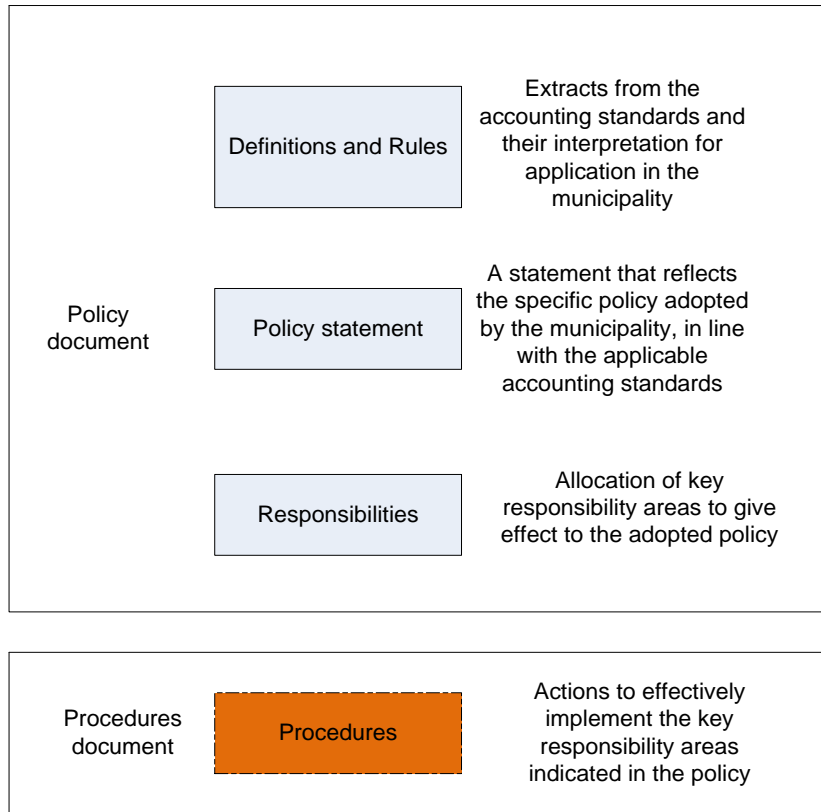 Definitions and Rules
Extracts from the
accounting standards and
their interpretation for
application in the
municipality
Policy
document
Policy statement
A statement that reflects
the specific policy adopted
by the municipality, in line
with the applicable
accounting standards
Responsibilities
Allocation of key
responsibility areas to give
effect to the adopted policy
Procedures
document
Procedures
Actions to effectively
implement the key
responsibility areas
indicated in the policy